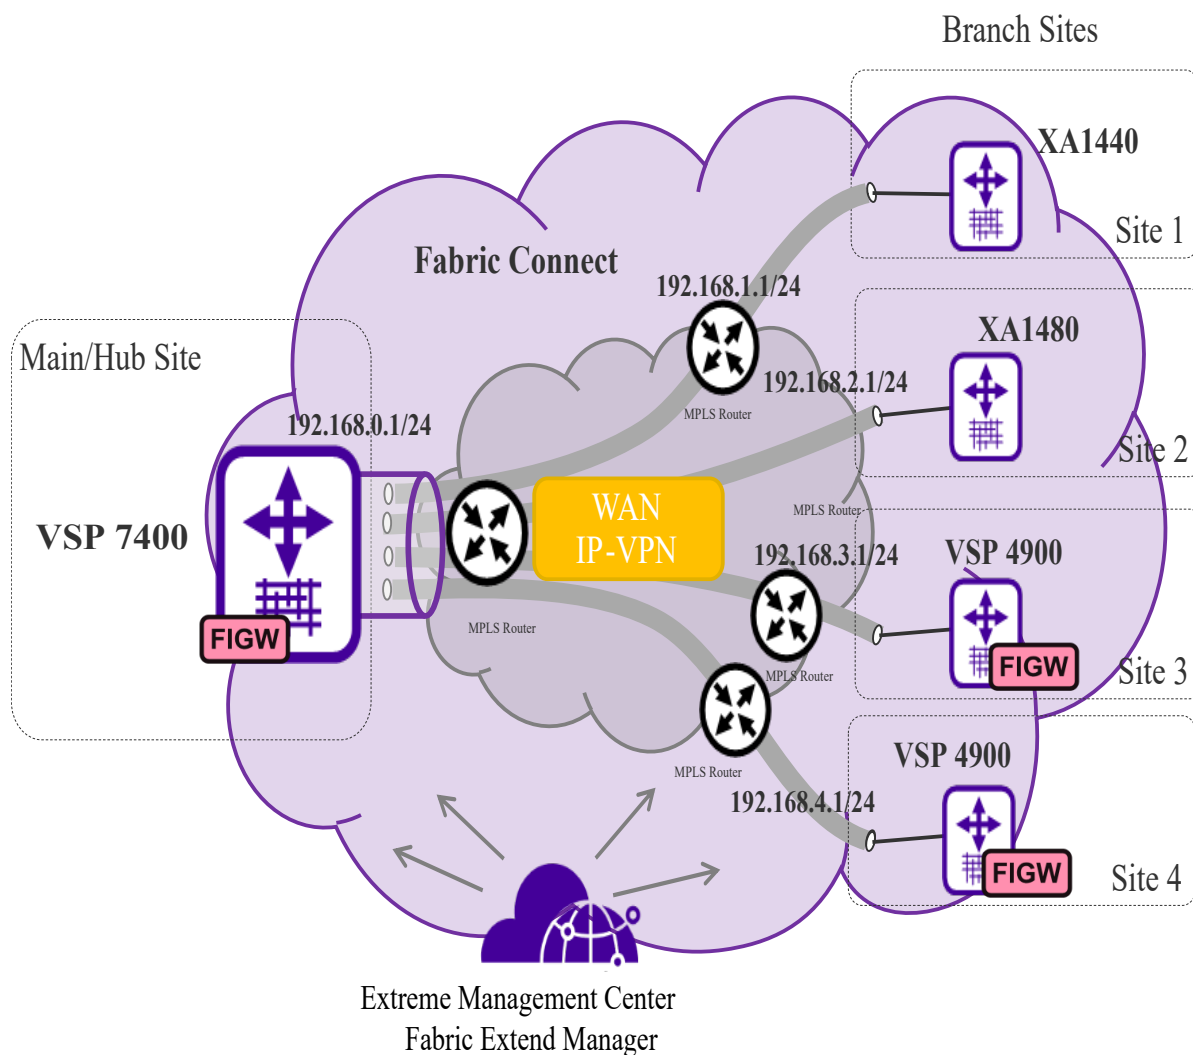 Branch Sites
XA1440
Site 1
Fabric Connect
192.168.1.1/24
MPLS Router
XA1480
192.168.2.1/24
Site 2
Main/Hub Site
192.168.0.1/24
VSP 7400
FIGW
WAN
IP-VPN
MPLS Router
MPLS Router
192.168.3.1/24
VSP 4900
FIGW
Site 3
MPLS Router
MPLS Router
VSP 4900
192.168.4.1/24
FIGW
Site 4
Extreme Management Center
Fabric Extend Manager